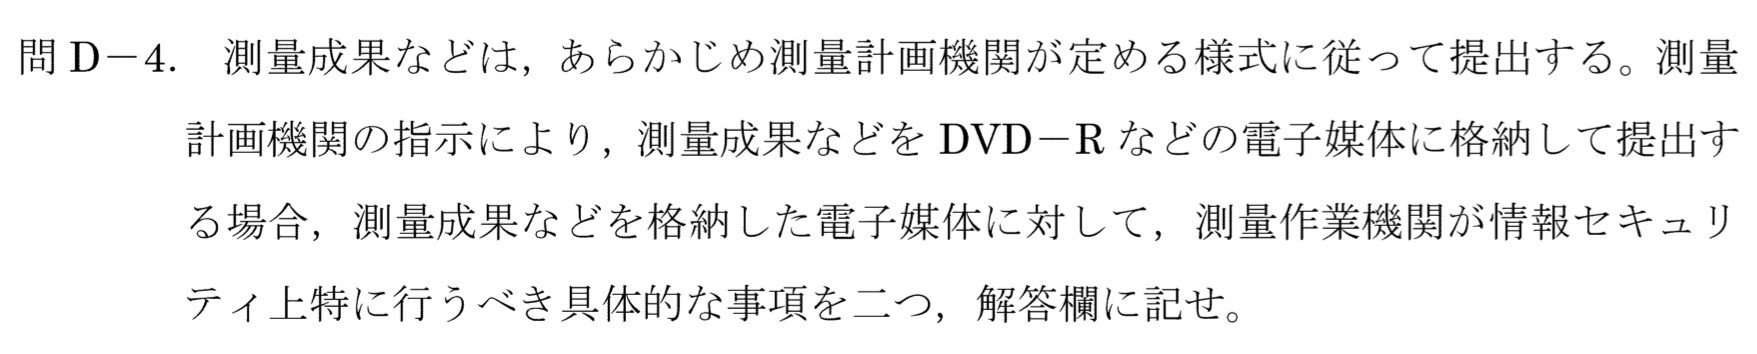 問 D－4.　測量成果などは，あらかじめ測量計画機関が定める様式に従って提出する。測量
計画機関の指示により，測量成果などを DVD－R などの電子媒体に格納して提出す
る場合，測量成果などを格納した電子媒体に対して，測量作業機関が情報セキュリ
ティ上特に行うべき具体的な事項を二つ，解答欄に記せ。